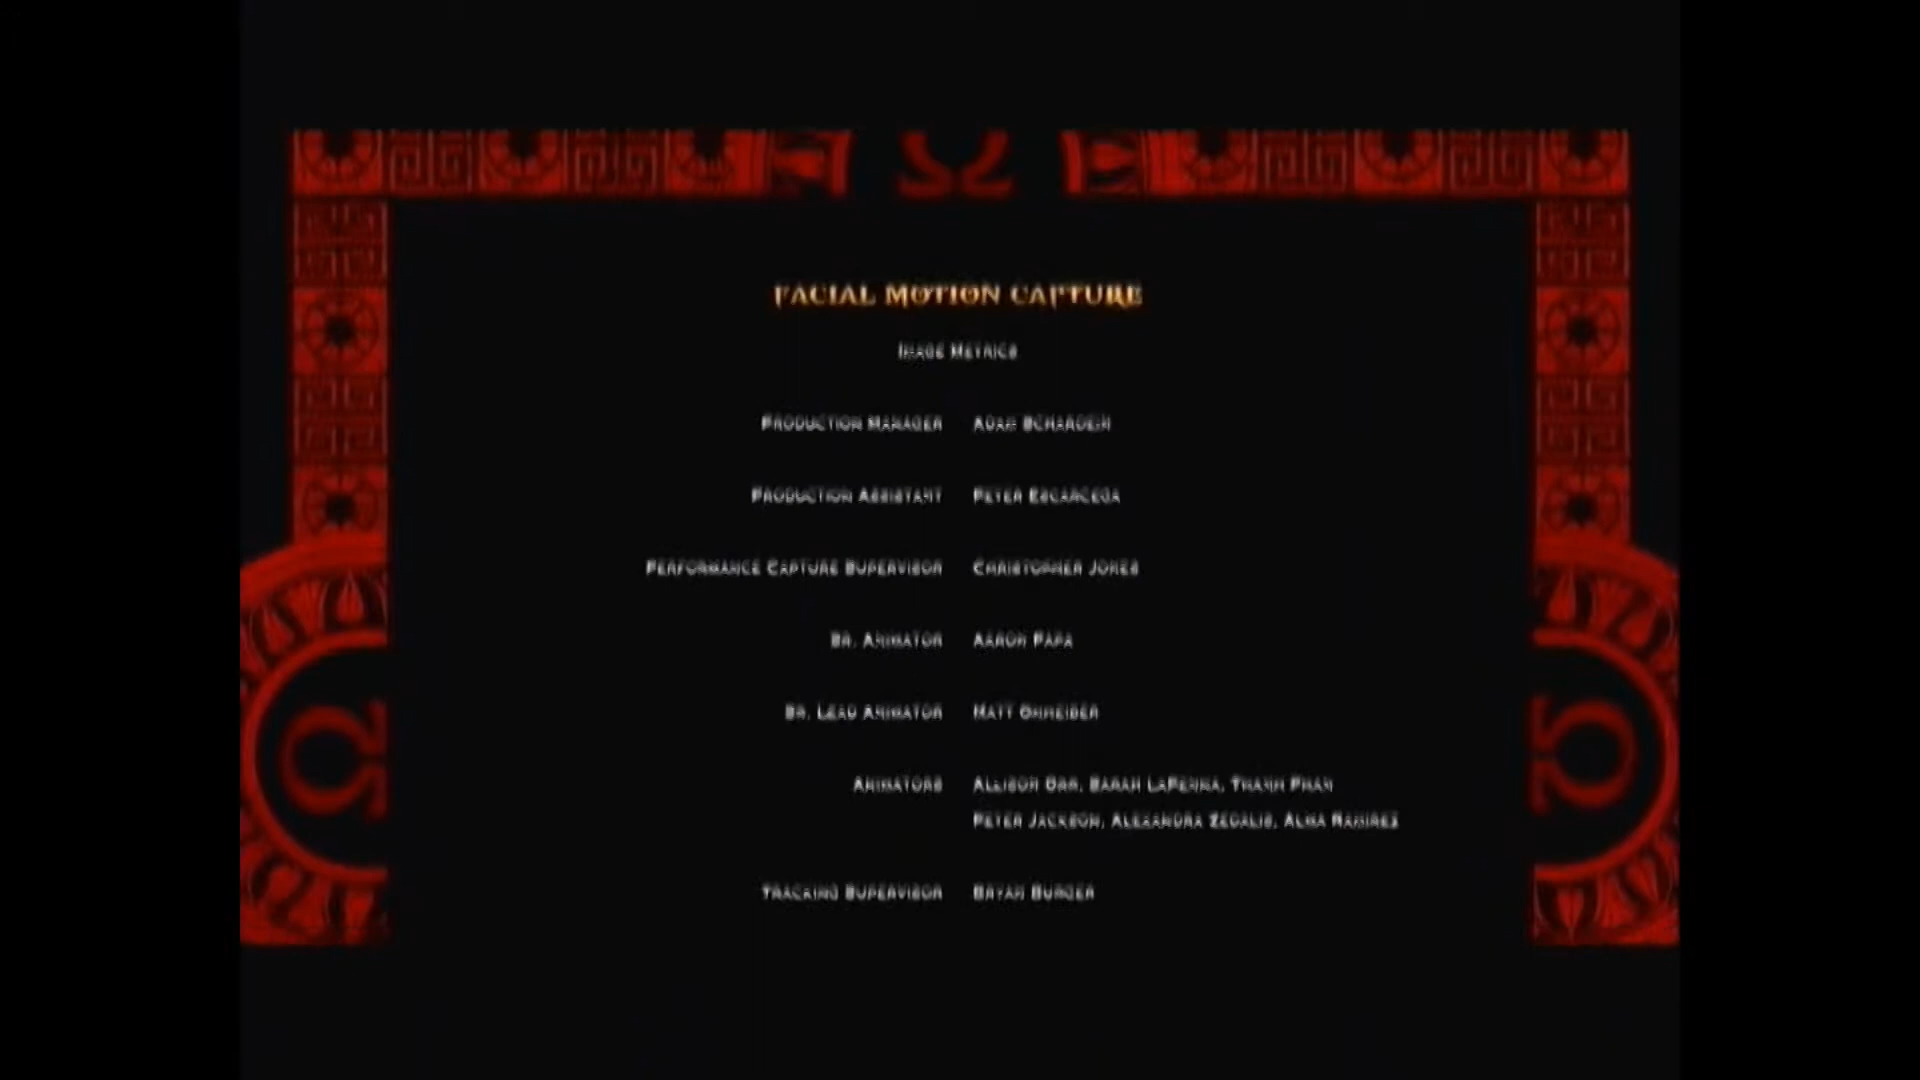 FACIAL MOTION CAPTURE
IMAGE METRICS
PRODUCTION MANAGER ADAM SCHARDEIN
PRODUCTION ASSISTANT PETER ESCARCEGA
PERFORMANCE CAPTURE SUPERVISOR CHRISTOPHER JONES
SR. ANIMATOR AARON PAPA
SR. LEAD ANIMATOR MATT
ANIMATORS ALLISON ORR, SARAH LAPENNA, THANH PHAN
PETER JACKSON, ALEXANDRA, ALMA RAMIREZ
TRACKING SUPERVISOR BRYAN BURGER
Ω
Ω
Ω